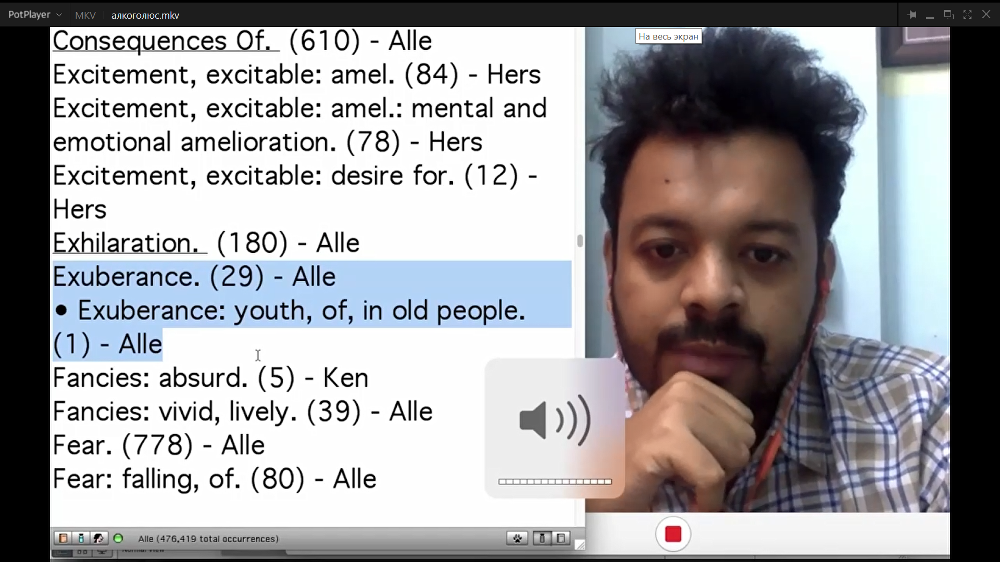 PotPlayer MKV алкоголюс.mkv
На весь экран
Consequences Of. (610) - Alle
Excitement, excitable: amel. (84) - Hers
Excitement, excitable: amel.: mental and
emotional amelioration. (78) - Hers
Excitement, excitable: desire for. (12) -
Hers
Exhilaration. (180) - Alle
Exuberance. (29) - Alle
• Exuberance: youth, of, in old people.
(1) - Alle
Fancies: absurd. (5) - Ken
Fancies: vivid, lively. (39) - Alle
Fear. (778) - Alle
Fear: falling, of. (80) - Alle
Alle (476,419 total occurrences)
Normal View